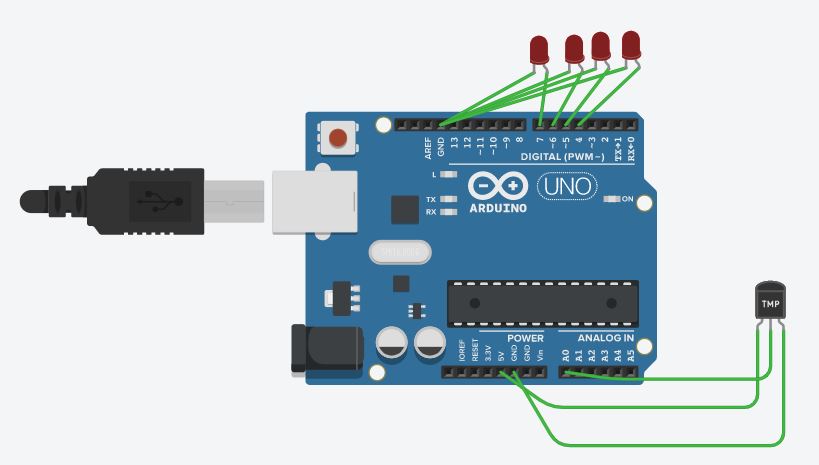 AREF
GND
13
12
~11
~10
~9
8
7
~6
~5
4
~3
2
TX→1
RX←0
DIGITAL (PWM~)
L
TX
RX
ARDUINO
UNO
ON
TMP
POWER
ANALOG IN
IOREF
RESET
3.3V
5V
GND
GND
Vin
A0
A1
A2
A3
A4
A5